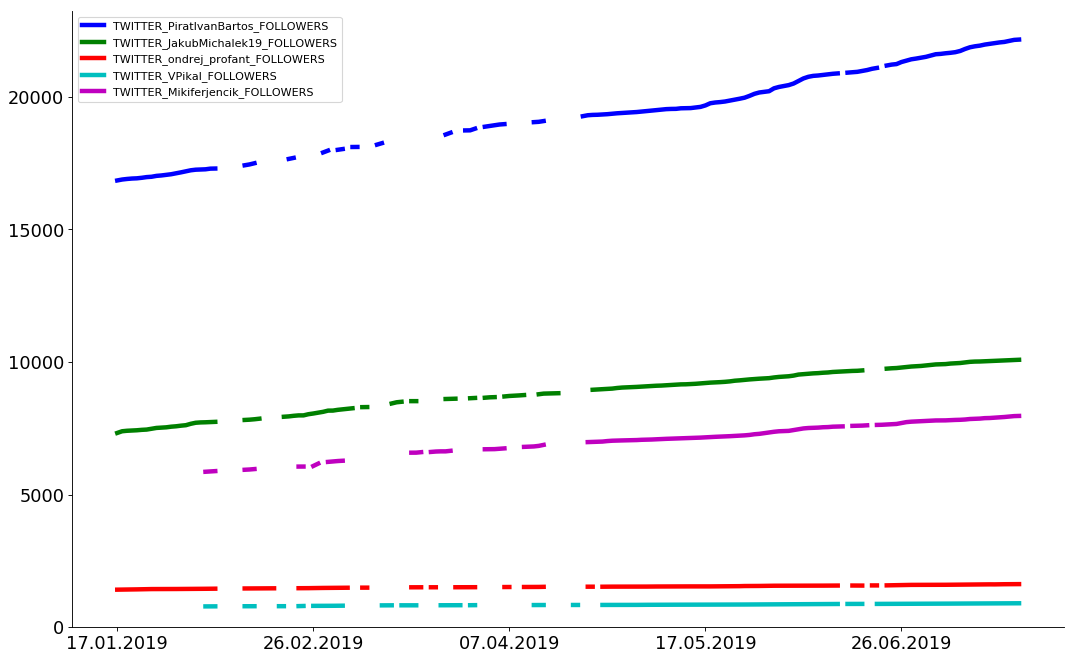 TWITTER_PiratIvanBartos_FOLLOWERS
TWITTER_JakubMichalek19_FOLLOWERS
TWITTER_ondrej_profant_FOLLOWERS
TWITTER_VPikal_FOLLOWERS
TWITTER_Mikiferjencik_FOLLOWERS
20000
15000
10000
5000
0
17.01.2019 26.02.2019 07.04.2019 17.05.2019 26.06.2019